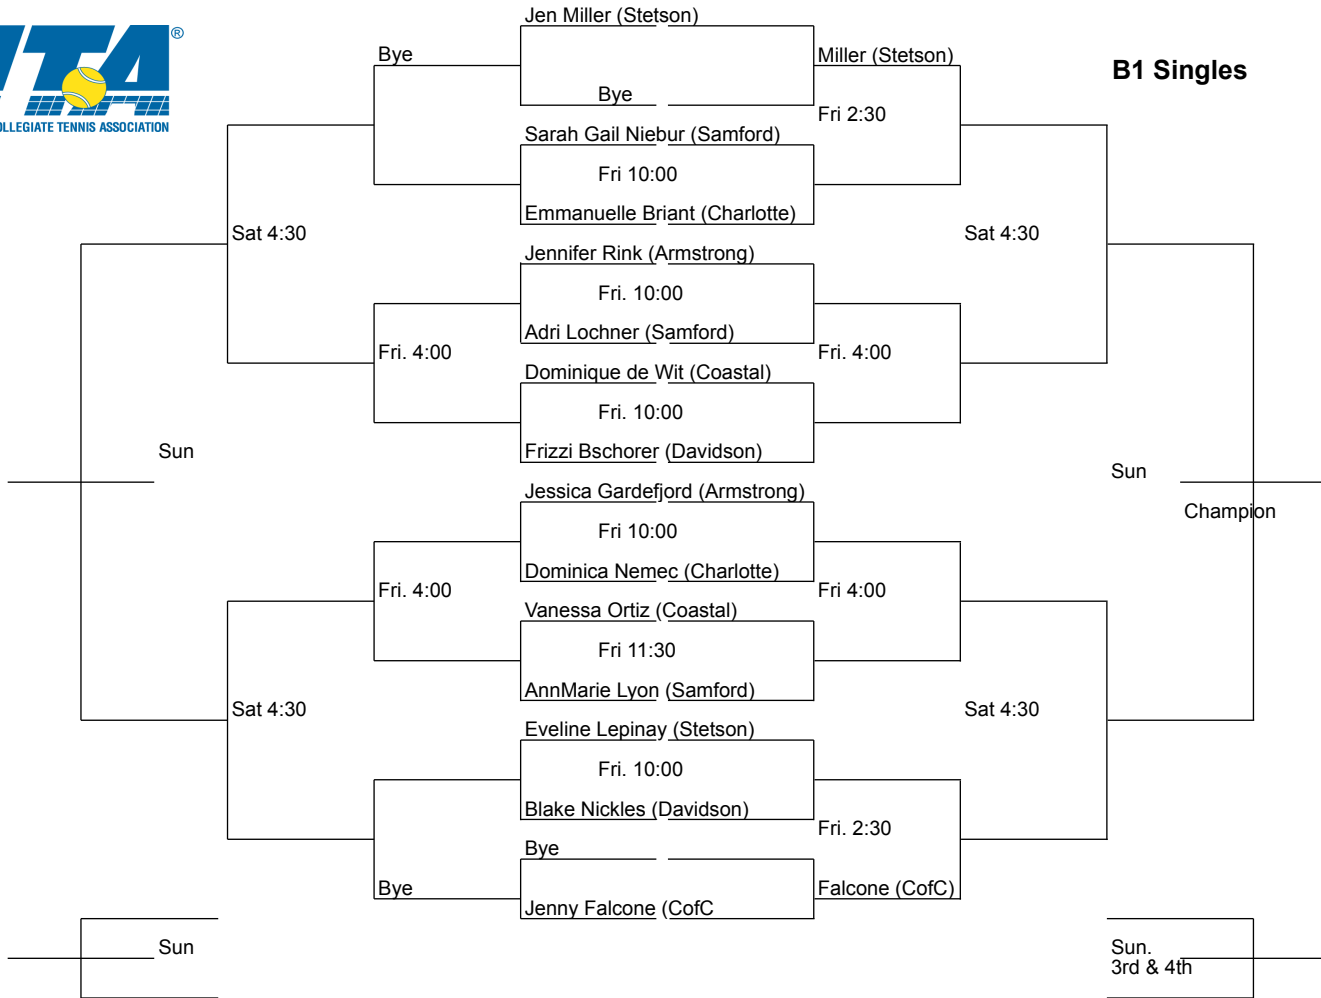 Jen Miller (Stetson)
ITA®
COLLEGIATE TENNIS ASSOCIATION
Bye
Miller (Stetson)
B1 Singles
Bye
Fri 2:30
Sarah Gail Niebur (Samford)
Fri 10:00
Emmanuelle Briant (Charlotte)
Sat 4:30
Sat 4:30
Jennifer Rink (Armstrong)
Fri. 10:00
Adri Lochner (Samford)
Fri. 4:00
Fri. 4:00
Dominique de Wit (Coastal)
Fri. 10:00
Frizzi Bschorer (Davidson)
Sun
Sun
Jessica Gardefjord (Armstrong)
Champion
Fri 10:00
Dominica Nemec (Charlotte)
Fri. 4:00
Fri 4:00
Vanessa Ortiz (Coastal)
Fri 11:30
AnnMarie Lyon (Samford)
Sat 4:30
Sat 4:30
Eveline Lepinay (Stetson)
Fri. 10:00
Blake Nickles (Davidson)
Fri. 2:30
Bye
Bye
Falcone (CofC)
Jenny Falcone (CofC
Sun
Sun.
3rd & 4th